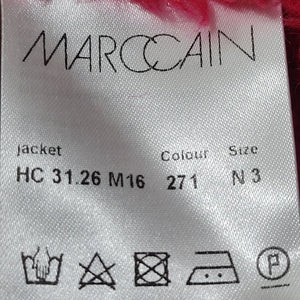 MARCCAIN
jacket Colour Size
HC 31.26 M16 271 N 3
P